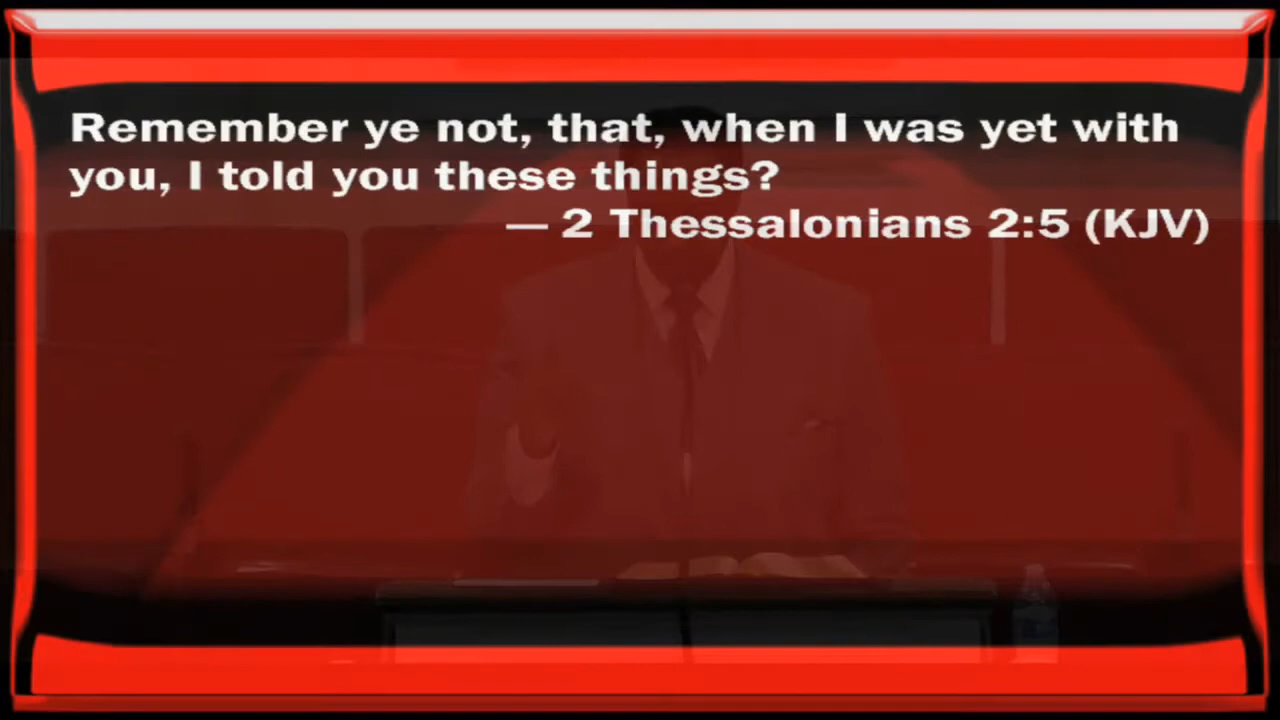 Remember ye not, that, when I was yet with
you, I told you these things?
— 2 Thessalonians 2:5 (KJV)